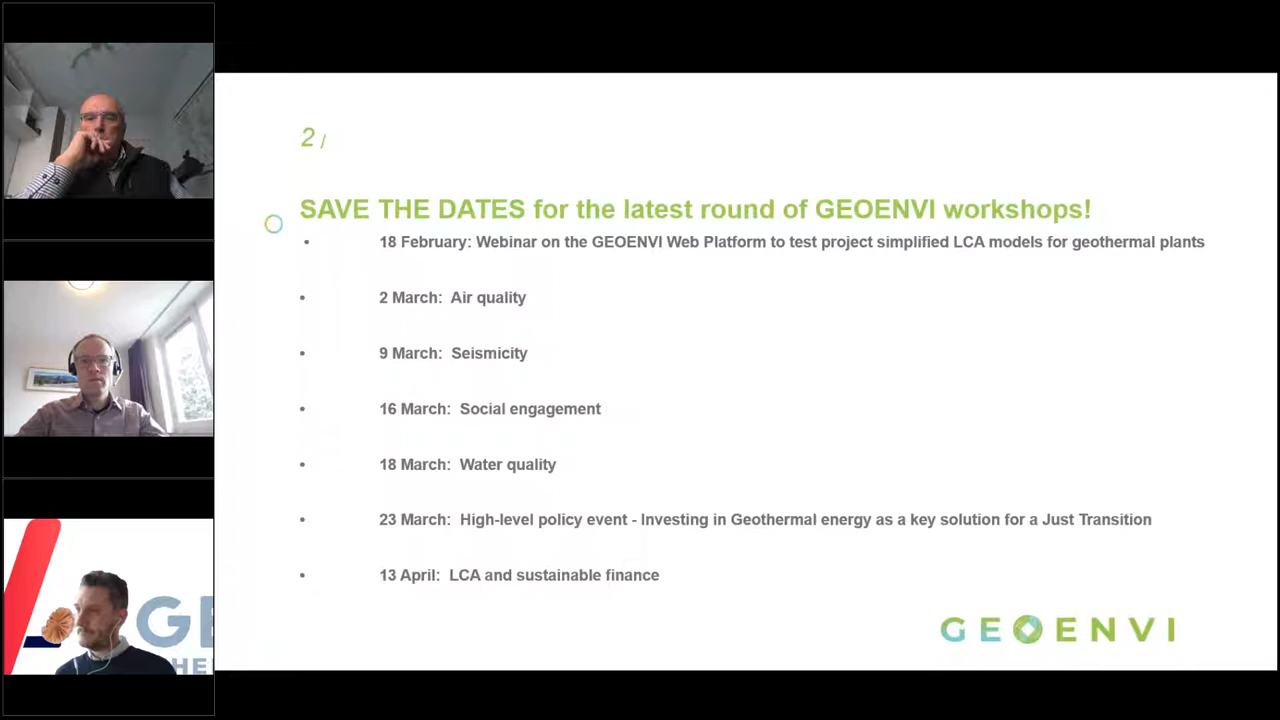 2 /
SAVE THE DATES for the latest round of GEOENVI workshops!
• 18 February: Webinar on the GEOENVI Web Platform to test project simplified LCA models for geothermal plants
• 2 March: Air quality
• 9 March: Seismicity
• 16 March: Social engagement
• 18 March: Water quality
• 23 March: High-level policy event - Investing in Geothermal energy as a key solution for a Just Transition
• 13 April: LCA and sustainable finance
GEOENVI
GE
HE